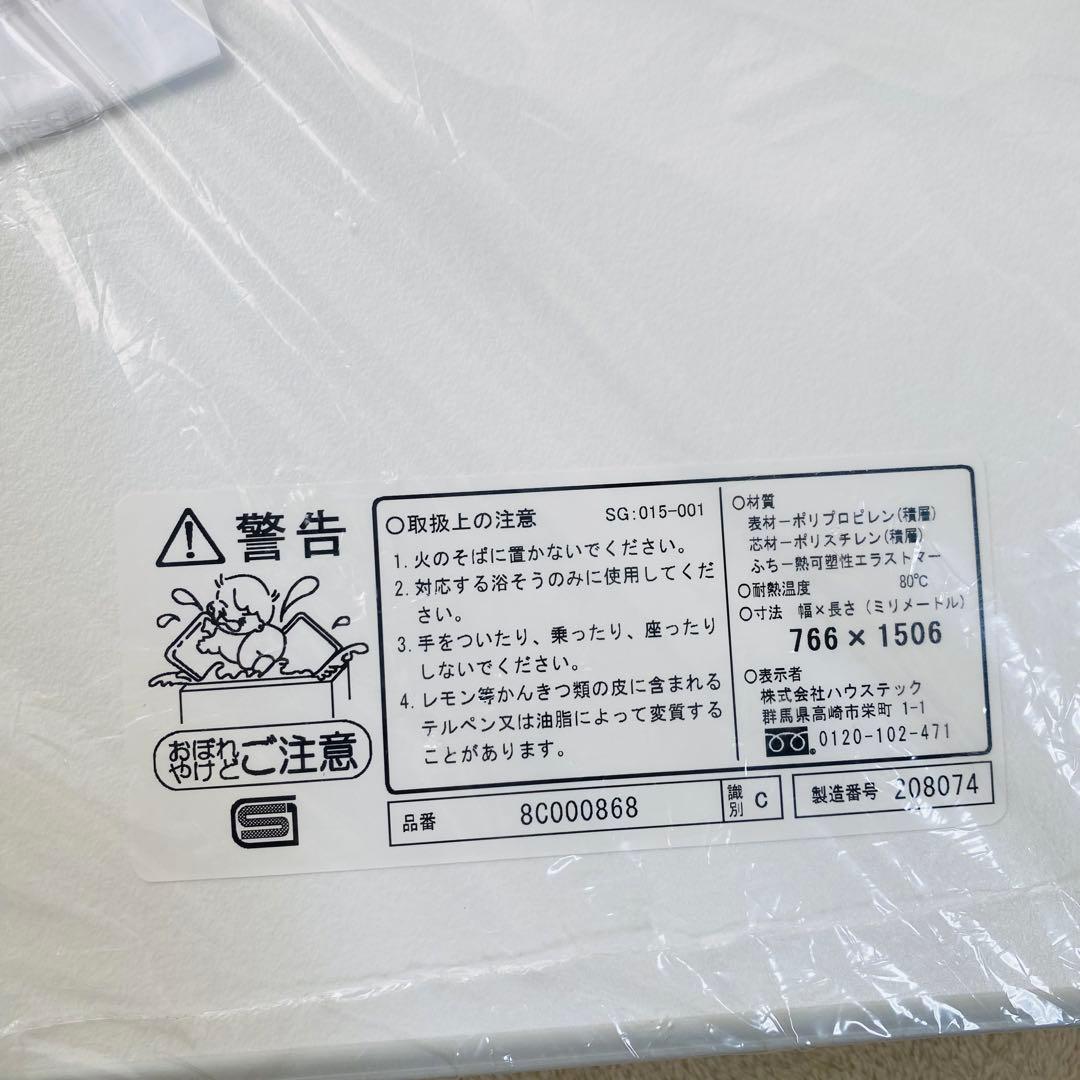 警告
おぼれ
やけど
ご注意
○取扱上の注意 SG:015-001
1. 火のそばに置かないでください。
2. 対応する浴そうのみに使用してくだ
さい。
3. 手をついたり、乗ったり、座ったり
しないでください。
4. レモン等かんきつ類の皮に含まれる
テルペン又は油脂によって変質する
ことがあります。
○材質
表材－ポリプロピレン(積層)
芯材－ポリスチレン(積層)
ふち－熱可塑性エラストマー
○耐熱温度 80℃
○寸法 幅×長さ(ミリメートル)
766×1506
○表示者
株式会社ハウステック
群馬県高崎市栄町 1-1
0120-102-471
品番 8C000868
識別 C
製造番号 208074